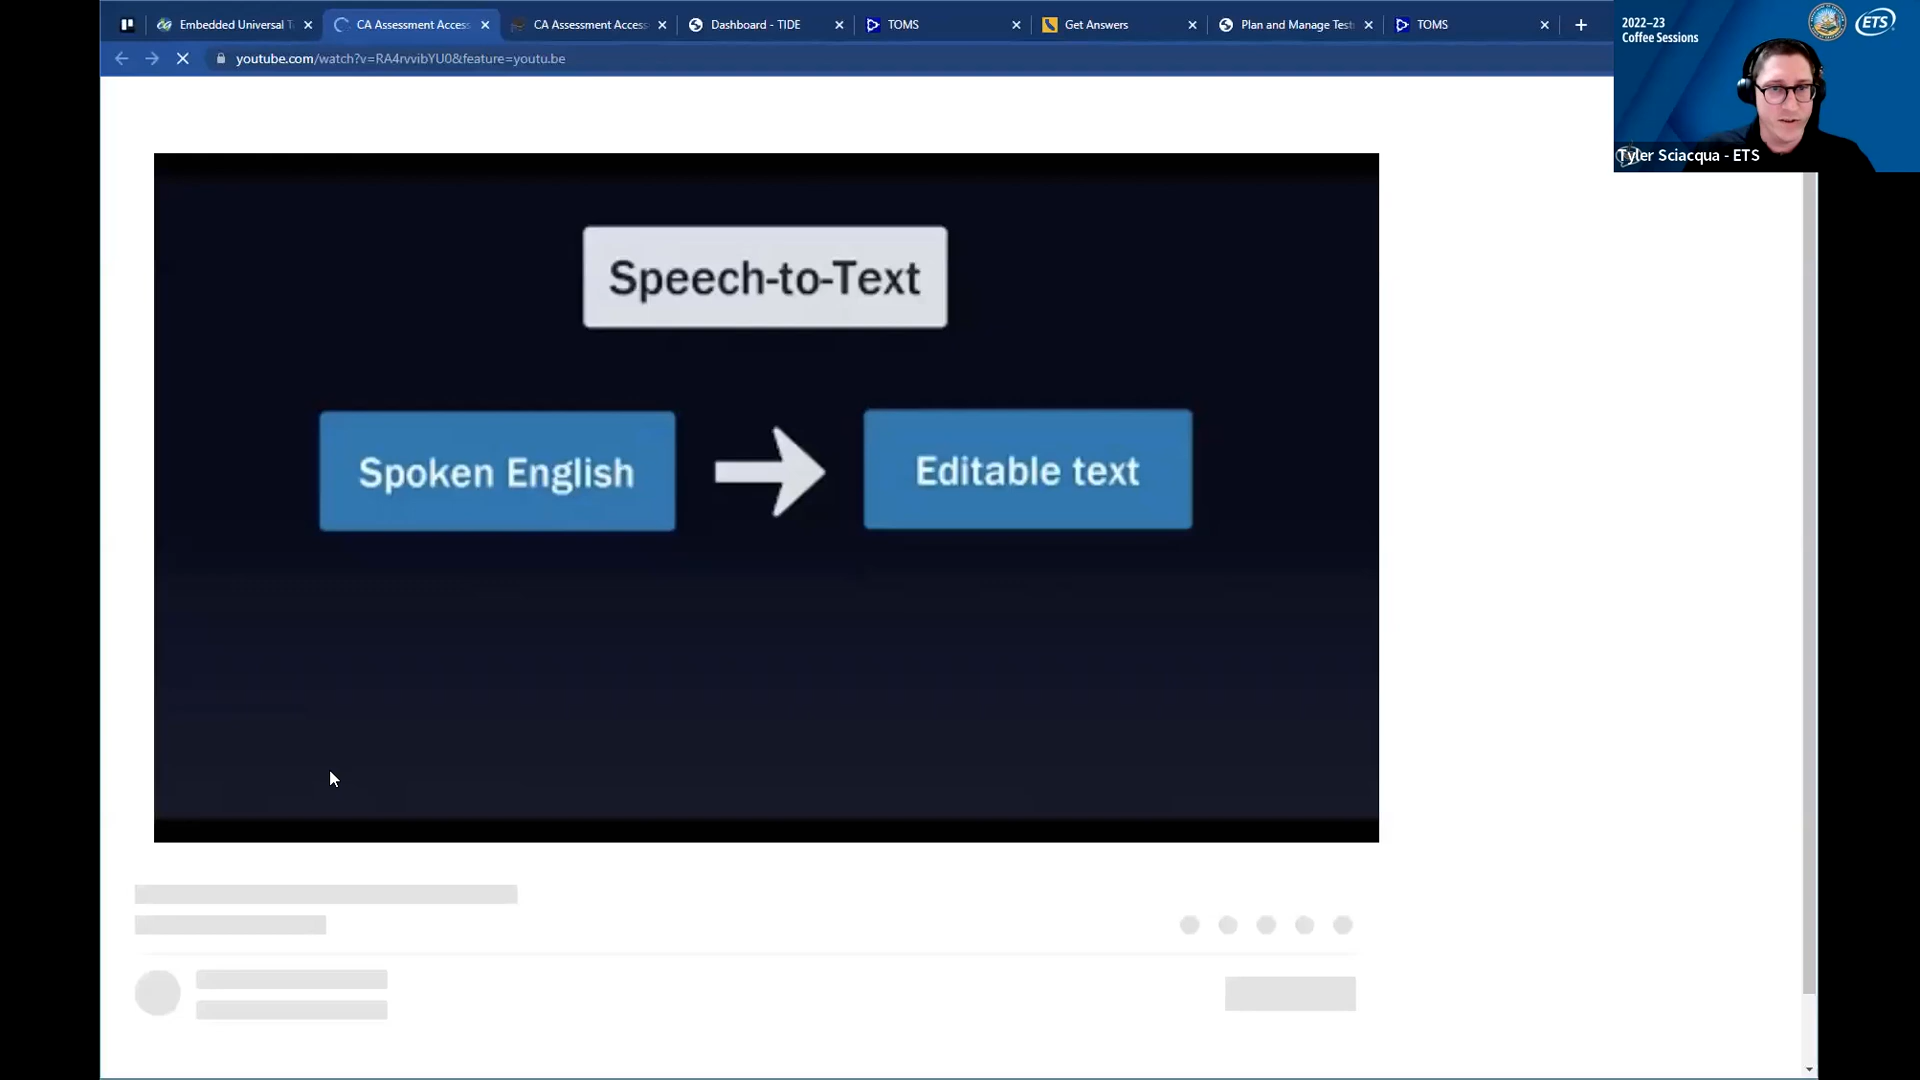 Embedded Universal T
CA Assessment Access
CA Assessment Access
Dashboard - TIDE
TOMS
Get Answers
Plan and Manage Testi
TOMS
youtube.com/watch?v=RA4rvvibYU0&feature=youtu.be
2022–23
Coffee Sessions
ETS
Tyler Sciacqua - ETS
Speech-to-Text
Spoken English
Editable text